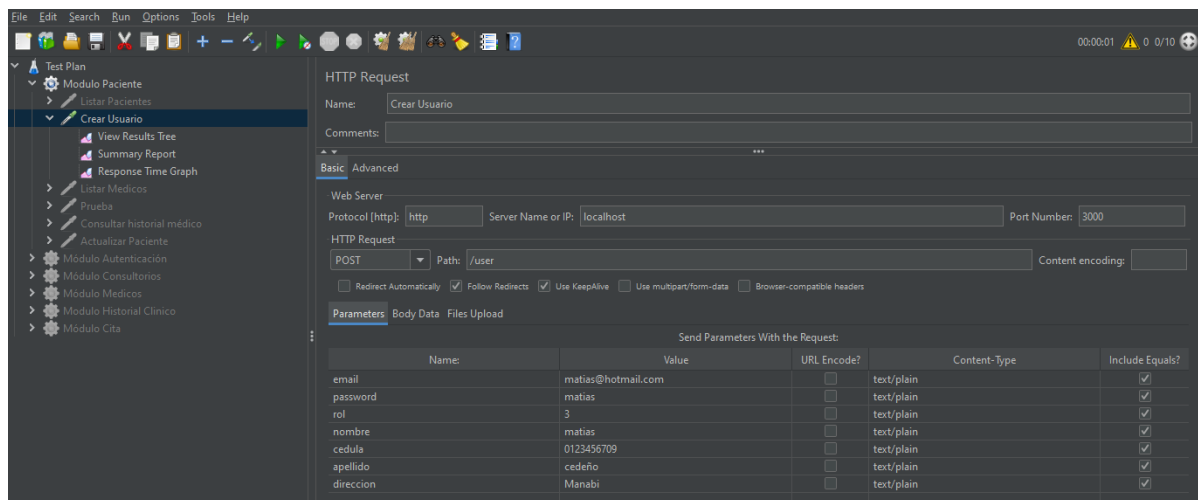 File Edit Search Run Options Tools Help
00:00:01 0 0/10
Test Plan
Modulo Paciente
Listar Pacientes
Crear Usuario
View Results Tree
Summary Report
Response Time Graph
Listar Medicos
Prueba
Consultar historial médico
Actualizar Paciente
Módulo Autenticación
Módulo Consultorios
Módulo Medicos
Modulo Historial Clinico
Módulo Cita
HTTP Request
Name: Crear Usuario
Comments:
Basic Advanced
Web Server
Protocol [http]: http Server Name or IP: localhost Port Number: 3000
HTTP Request
POST Path: /user Content encoding:
Redirect Automatically Follow Redirects Use KeepAlive Use multipart/form-data Browser-compatible headers
Parameters Body Data Files Upload
Send Parameters With the Request:
Name: Value URL Encode? Content-Type Include Equals?
email matias@hotmail.com text/plain
password matias text/plain
rol 3 text/plain
nombre matias text/plain
cedula 0123456709 text/plain
apellido cedeño text/plain
direccion Manabi text/plain